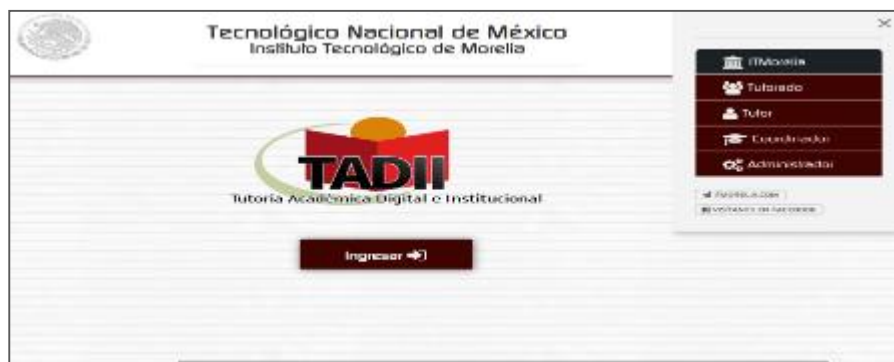 Tecnológico Nacional de México
Instituto Tecnológico de Morelia
ITMorelia
Tutorado
Tutor
Coordinador
Administrador
TADII
Tutoría Académica Digital e Institucional
Ingresar